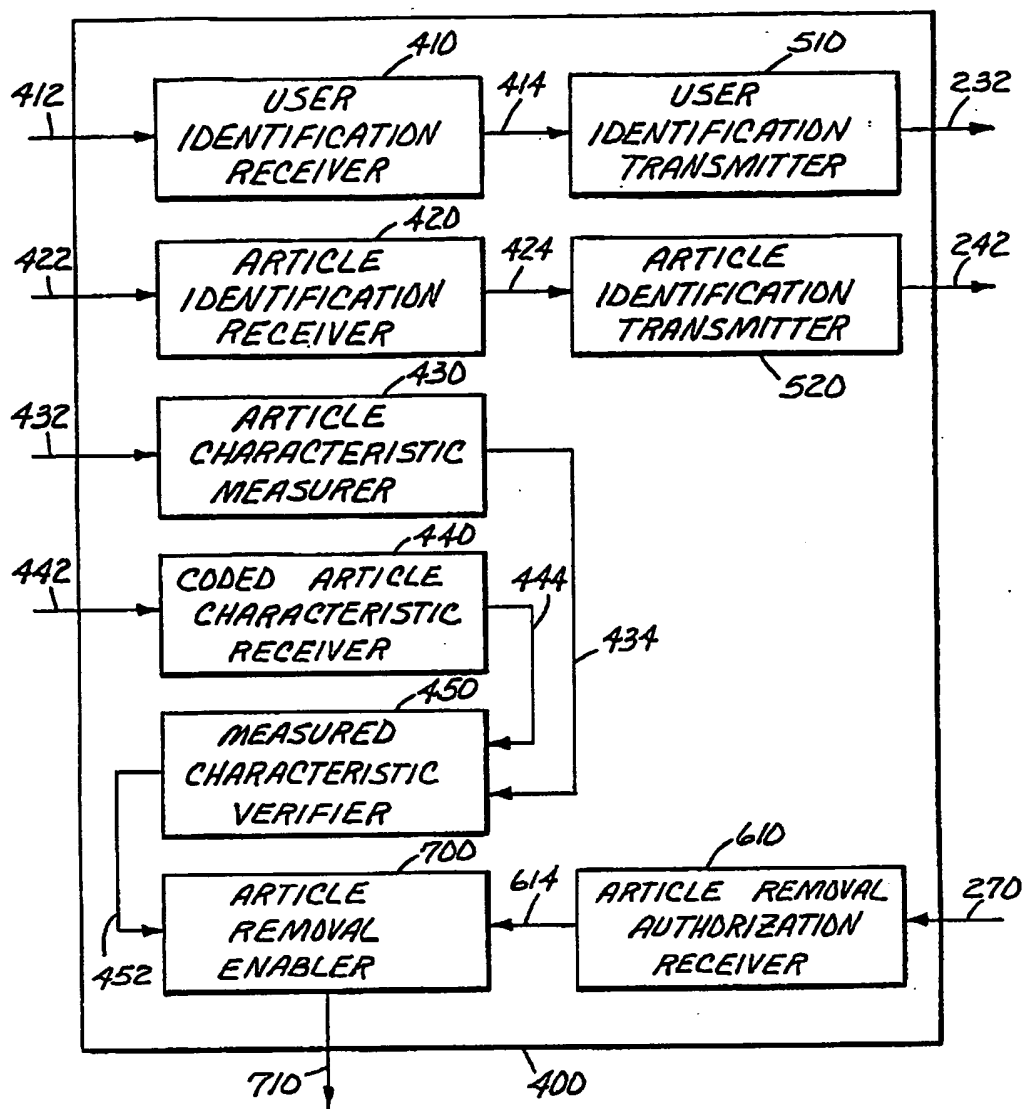 410
510
412
USER
IDENTIFICATION
RECEIVER
414
USER
IDENTIFICATION
TRANSMITTER
232
420
422
ARTICLE
IDENTIFICATION
RECEIVER
424
ARTICLE
IDENTIFICATION
TRANSMITTER
242
520
430
432
ARTICLE
CHARACTERISTIC
MEASURER
440
442
CODED ARTICLE
CHARACTERISTIC
RECEIVER
444
434
450
MEASURED
CHARACTERISTIC
VERIFIER
700
610
452
ARTICLE
REMOVAL
ENABLER
614
ARTICLE REMOVAL
AUTHORIZATION
RECEIVER
270
710
400